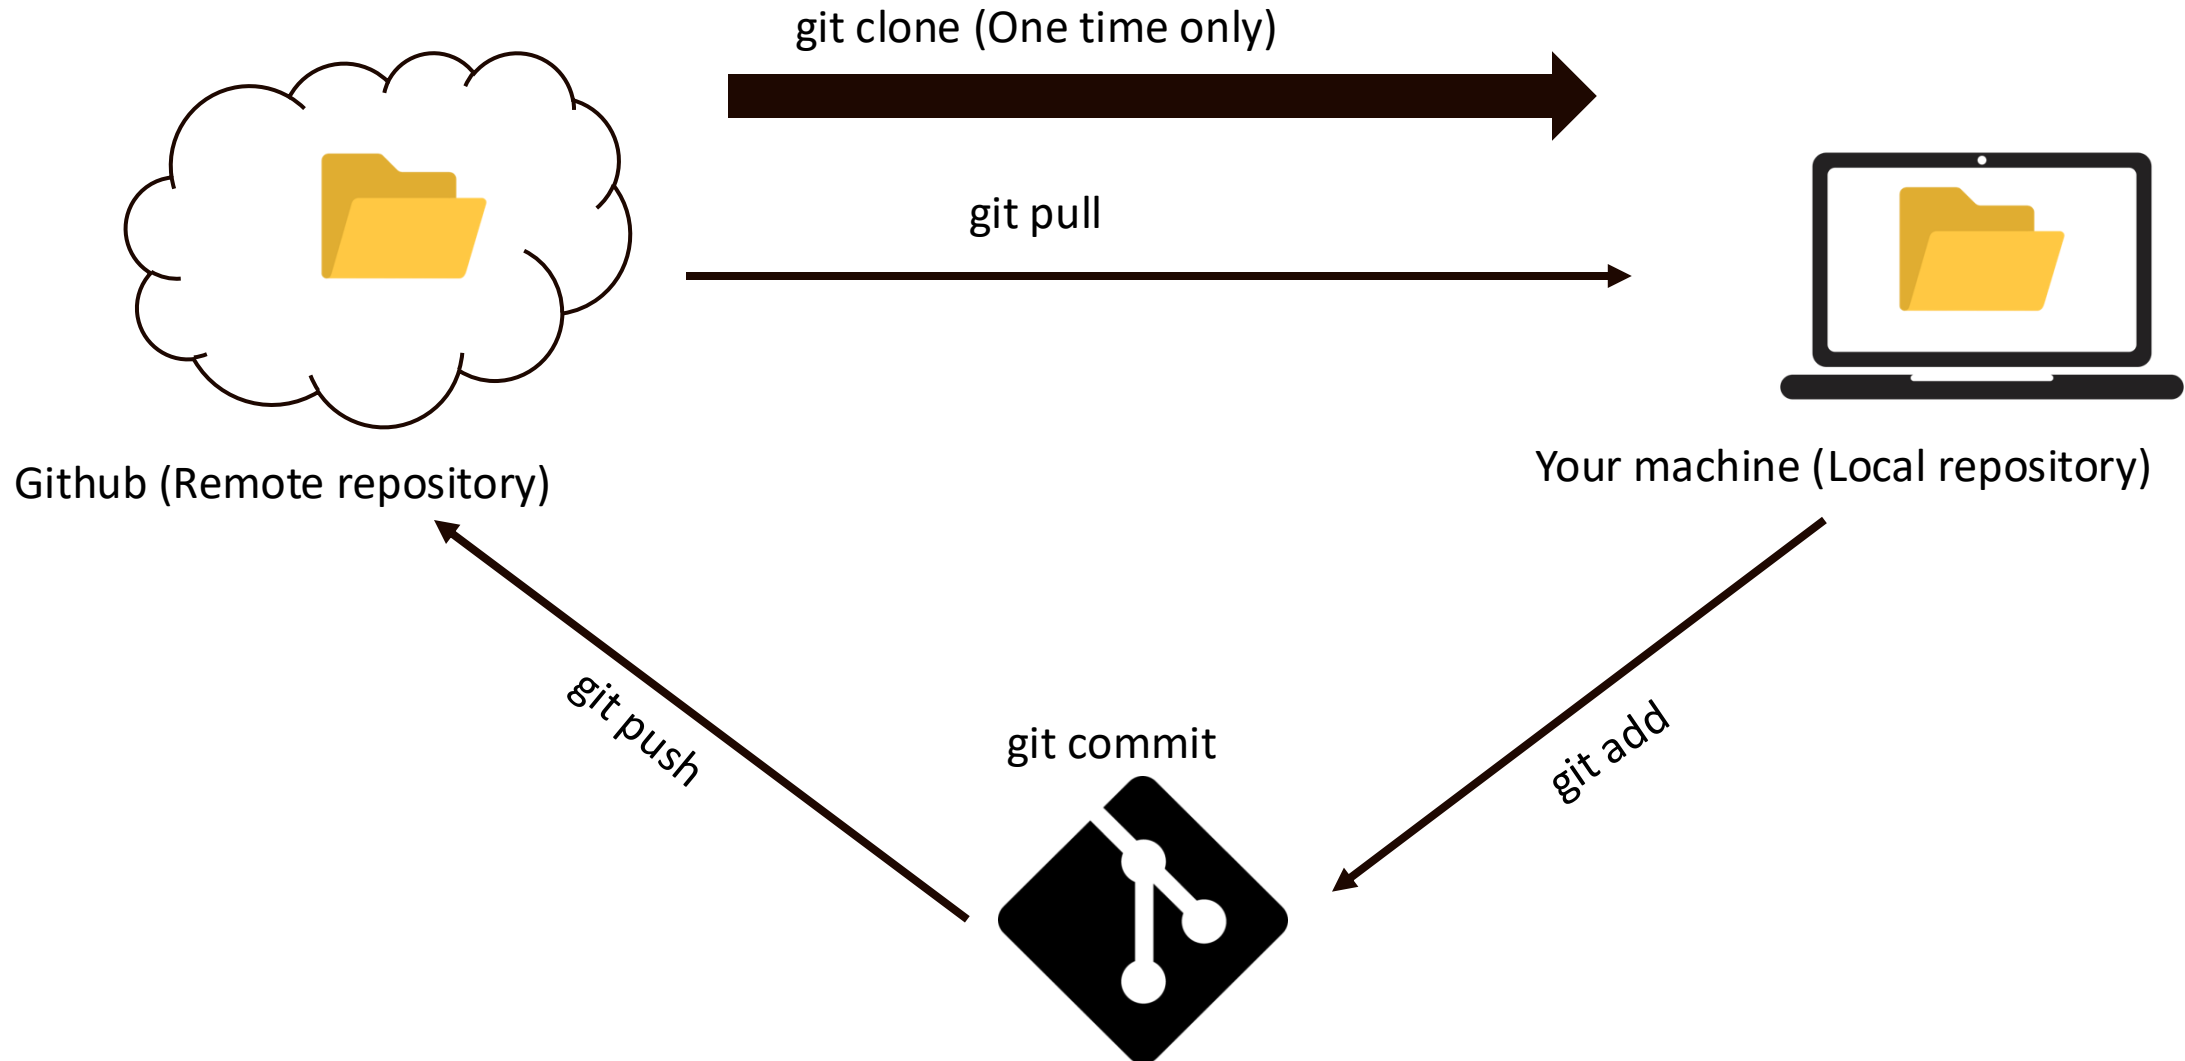 git clone (One time only)
git pull
Github (Remote repository)
Your machine (Local repository)
git push
git commit
git add